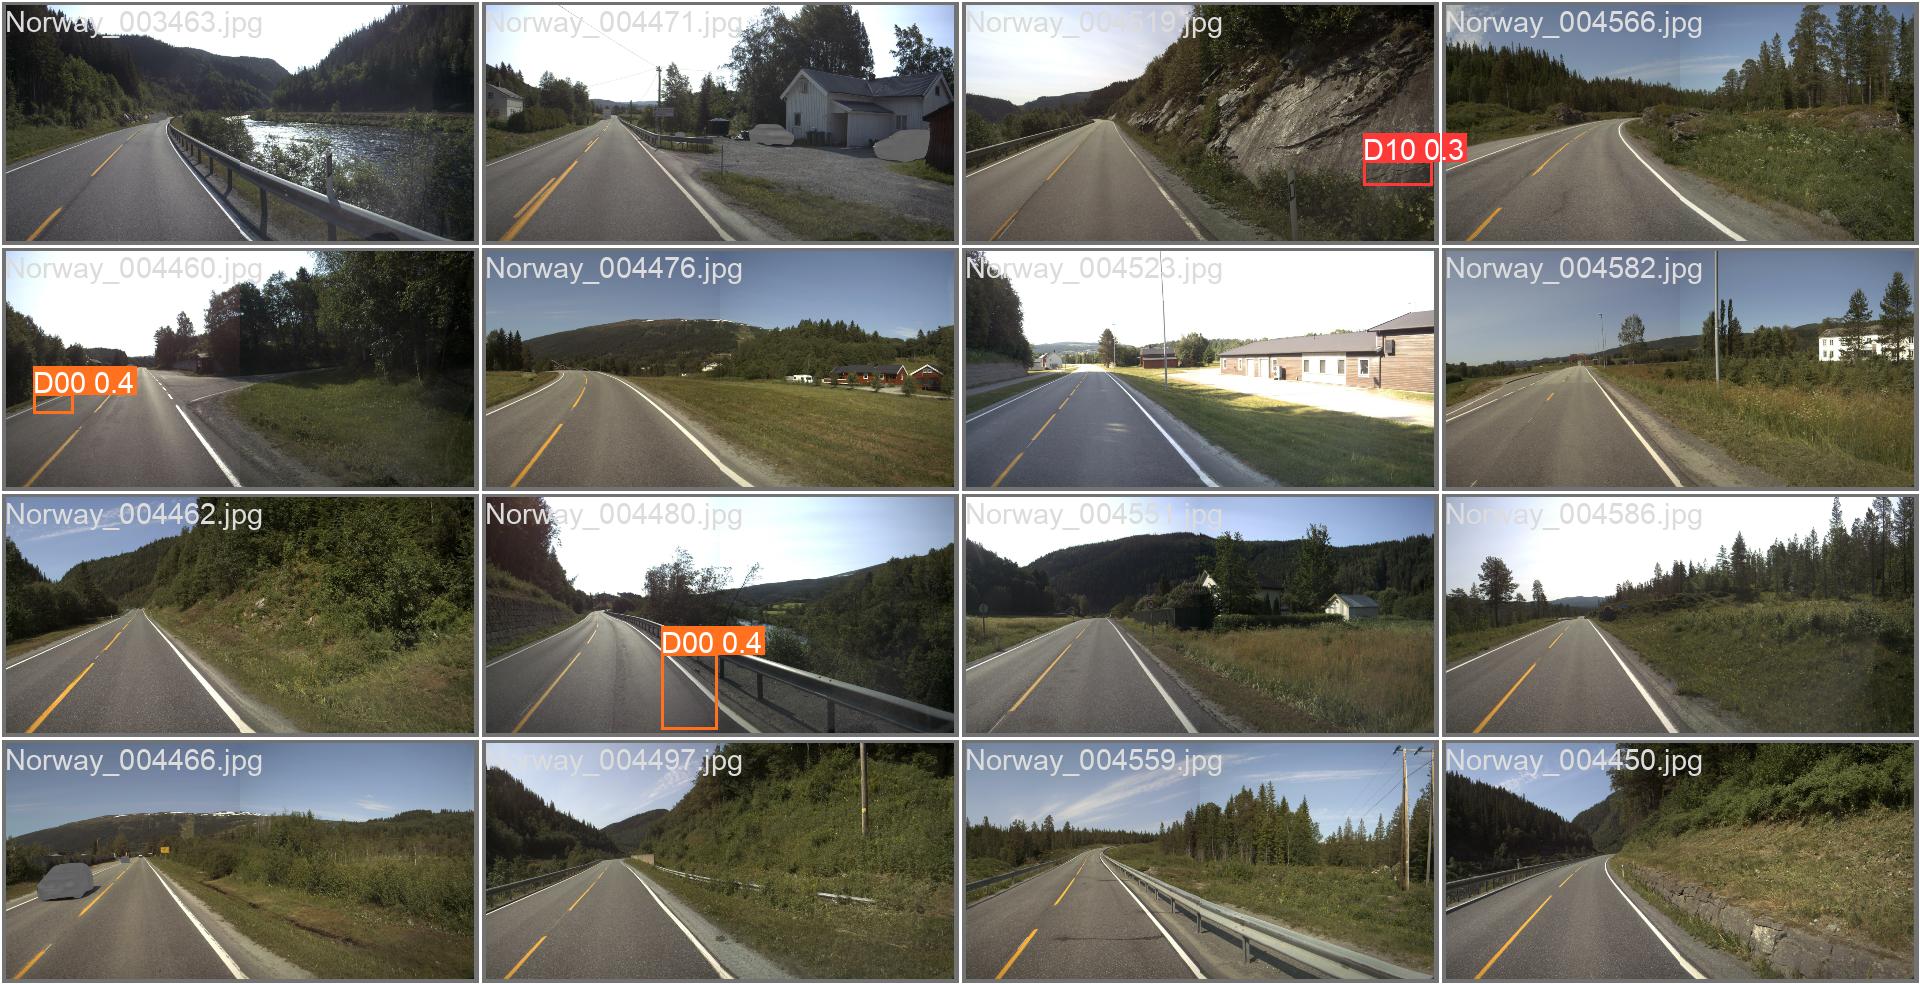 Norway_003463.jpg
Norway_004471.jpg
Norway_004519.jpg
Norway_004566.jpg
D10 0.3
Norway_004460.jpg
Norway_004476.jpg
Norway_004523.jpg
Norway_004582.jpg
D00 0.4
Norway_004462.jpg
Norway_004480.jpg
Norway_004551.jpg
Norway_004586.jpg
D00 0.4
Norway_004466.jpg
Norway_004497.jpg
Norway_004559.jpg
Norway_004450.jpg